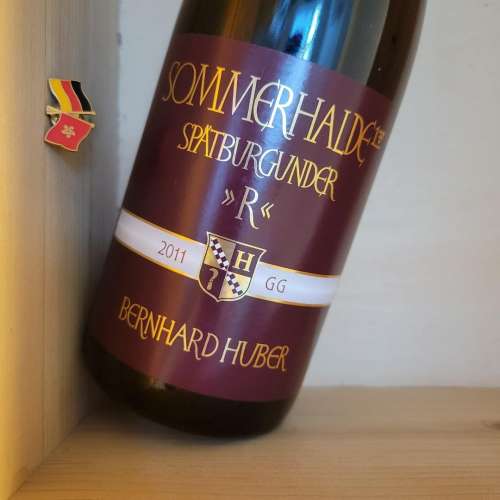 SOMMERHALDE
SPÄTBURGUNDER
»R«
2011 H GG
BERNHARD HUBER